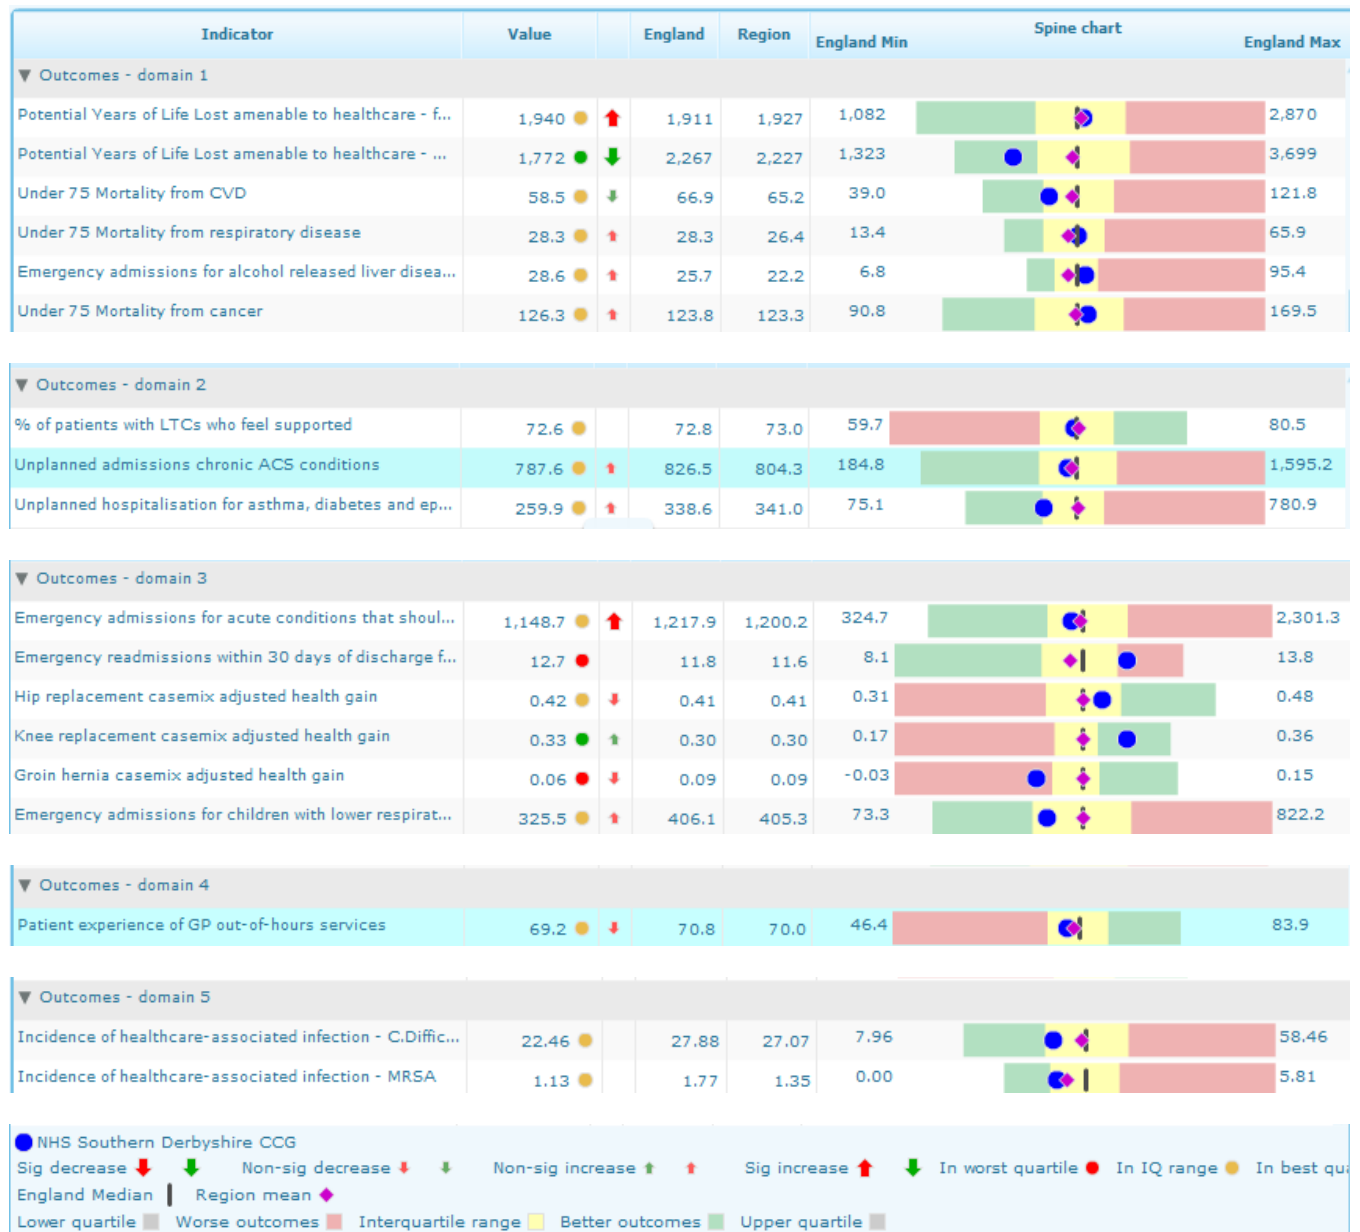 Indicator Value England Region England Min Spine chart England Max
▼ Outcomes - domain 1
Potential Years of Life Lost amenable to healthcare - f... 1,940 1,911 1,927 1,082 2,870
Potential Years of Life Lost amenable to healthcare - ... 1,772 2,267 2,227 1,323 3,699
Under 75 Mortality from CVD 58.5 66.9 65.2 39.0 121.8
Under 75 Mortality from respiratory disease 28.3 28.3 26.4 13.4 65.9
Emergency admissions for alcohol released liver disea... 28.6 25.7 22.2 6.8 95.4
Under 75 Mortality from cancer 126.3 123.8 123.3 90.8 169.5
▼ Outcomes - domain 2
% of patients with LTCs who feel supported 72.6 72.8 73.0 59.7 80.5
Unplanned admissions chronic ACS conditions 787.6 826.5 804.3 184.8 1,595.2
Unplanned hospitalisation for asthma, diabetes and ep... 259.9 338.6 341.0 75.1 780.9
▼ Outcomes - domain 3
Emergency admissions for acute conditions that shoul... 1,148.7 1,217.9 1,200.2 324.7 2,301.3
Emergency readmissions within 30 days of discharge f... 12.7 11.8 11.6 8.1 13.8
Hip replacement casemix adjusted health gain 0.42 0.41 0.41 0.31 0.48
Knee replacement casemix adjusted health gain 0.33 0.30 0.30 0.17 0.36
Groin hernia casemix adjusted health gain 0.06 0.09 0.09 -0.03 0.15
Emergency admissions for children with lower respirat... 325.5 406.1 405.3 73.3 822.2
▼ Outcomes - domain 4
Patient experience of GP out-of-hours services 69.2 70.8 70.0 46.4 83.9
▼ Outcomes - domain 5
Incidence of healthcare-associated infection - C.Diffic... 22.46 27.88 27.07 7.96 58.46
Incidence of healthcare-associated infection - MRSA 1.13 1.77 1.35 0.00 5.81
NHS Southern Derbyshire CCG
Sig decrease Non-sig decrease Non-sig increase Sig increase In worst quartile In IQ range In best qua
England Median Region mean
Lower quartile Worse outcomes Interquartile range Better outcomes Upper quartile